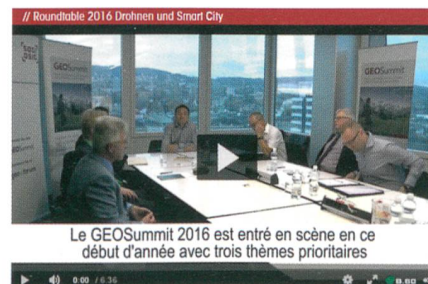 // Roundtable 2016 Drohnen und Smart City
GEOSummit
GEOSummit
Le GEOSummit 2016 est entré en scène en ce
début d'année avec trois thèmes prioritaires
0:00 / 6:36